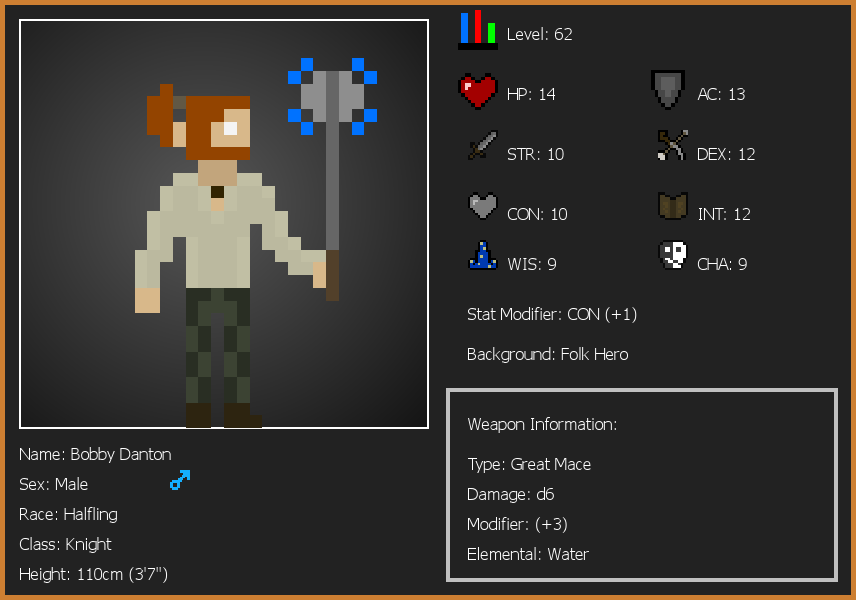 Level: 62
HP: 14
AC: 13
STR: 10
DEX: 12
CON: 10
INT: 12
WIS: 9
CHA: 9
Stat Modifier: CON (+1)
Background: Folk Hero
Weapon Information:
Type: Great Mace
Damage: d6
Modifier: (+3)
Elemental: Water
Name: Bobby Danton
Sex: Male
Race: Halfling
Class: Knight
Height: 110cm (3'7")